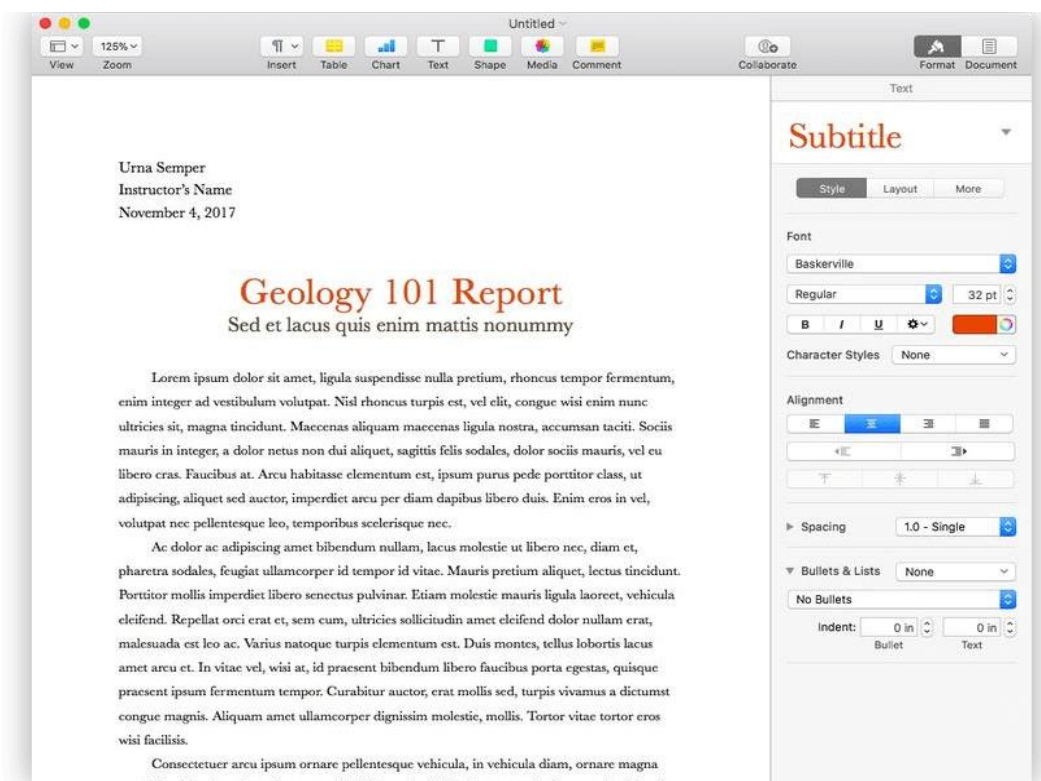 Untitled
125%
View Zoom Insert Table Chart Text Shape Media Comment Collaborate Format Document
Urna Semper
Instructor's Name
November 4, 2017
Geology 101 Report
Sed et lacus quis enim mattis nonummy
Lorem ipsum dolor sit amet, ligula suspendisse nulla pretium, rhoncus tempor fermentum,
enim integer ad vestibulum volutpat. Nisl rhoncus turpis est, vel elit, congue wisi enim nunc
ultricies sit, magna tincidunt. Maecenas aliquam maecenas ligula nostra, accumsan taciti. Sociis
mauris in integer, a dolor netus non dui aliquet, sagittis felis sodales, dolor sociis mauris, vel eu
libero cras. Faucibus at. Arcu habitasse elementum est, ipsum purus pede porttitor class, ut
adipiscing, aliquet sed auctor, imperdiet arcu per diam dapibus libero duis. Enim eros in vel,
volutpat nec pellentesque leo, temporibus scelerisque nec.
Ac dolor ac adipiscing amet bibendum nullam, lacus molestie ut libero nec, diam et,
pharetra sodales, feugiat ullamcorper id tempor id vitae. Mauris pretium aliquet, lectus tincidunt.
Porttitor mollis imperdiet libero senectus pulvinar. Etiam molestie mauris ligula laoreet, vehicula
eleifend. Repellat orci erat et, sem cum, ultricies sollicitudin amet eleifend dolor nullam erat,
malesuada est leo ac. Varius natoque turpis elementum est. Duis montes, tellus lobortis lacus
amet arcu et. In vitae vel, wisi at, id praesent bibendum libero faucibus porta egestas, quisque
praesent ipsum fermentum tempor. Curabitur auctor, erat mollis sed, turpis vivamus a dictumst
congue magnis. Aliquam amet ullamcorper dignissim molestie, mollis. Tortor vitae tortor eros
wisi facilisis.
Consectetuer arcu ipsum ornare pellentesque vehicula, in vehicula diam, ornare magna
Text
Subtitle
Style Layout More
Font
Baskerville
Regular 32 pt
B I U
Character Styles None
Alignment
Spacing 1.0 - Single
Bullets & Lists None
No Bullets
Indent: 0 in 0 in
Bullet Text